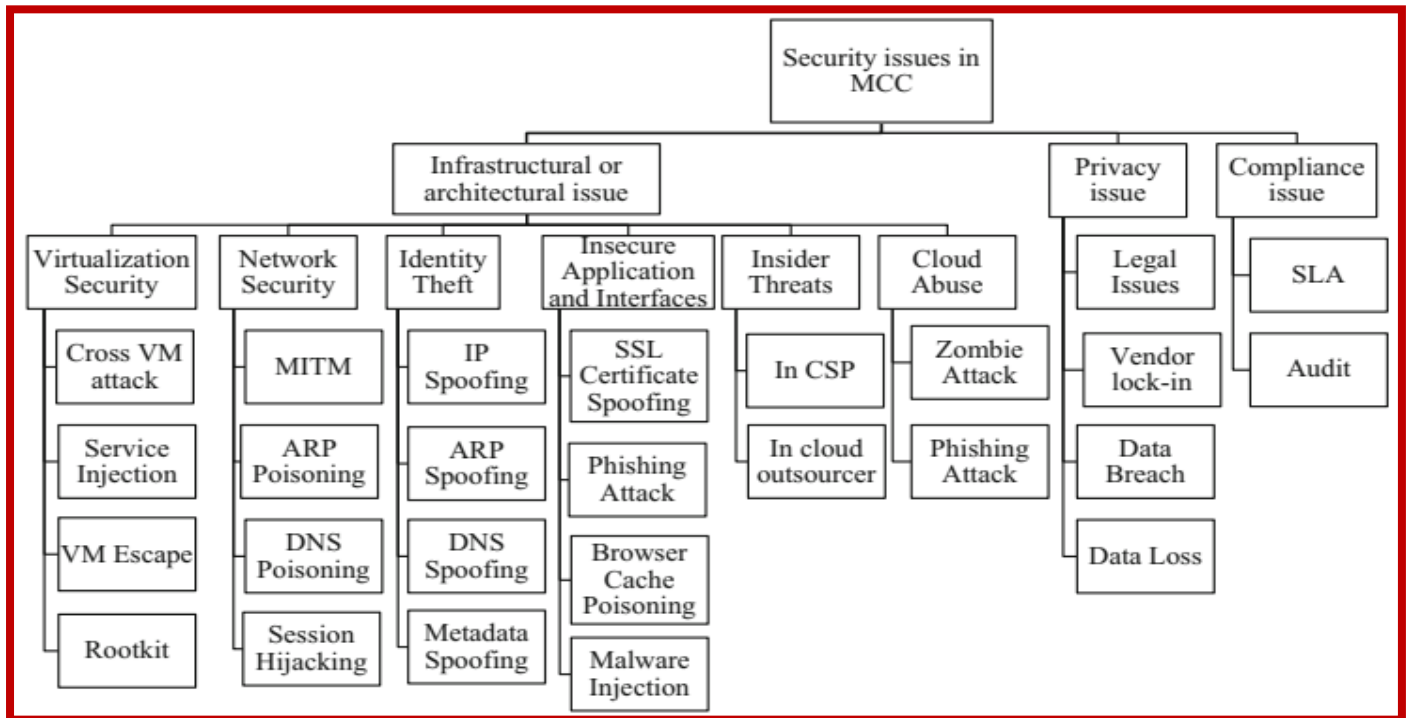 Security issues in
MCC
Infrastructural or
architectural issue
Privacy
issue
Compliance
issue
Virtualization
Security
Network
Security
Identity
Theft
Insecure
Application
and Interfaces
Insider
Threats
Cloud
Abuse
Legal
Issues
SLA
Cross VM
attack
MITM
IP
Spoofing
SSL
Certificate
Spoofing
In CSP
Zombie
Attack
Vendor
lock-in
Audit
Service
Injection
ARP
Poisoning
ARP
Spoofing
Phishing
Attack
In cloud
outsourcer
Phishing
Attack
Data
Breach
VM Escape
DNS
Poisoning
DNS
Spoofing
Browser
Cache
Poisoning
Data Loss
Rootkit
Session
Hijacking
Metadata
Spoofing
Malware
Injection